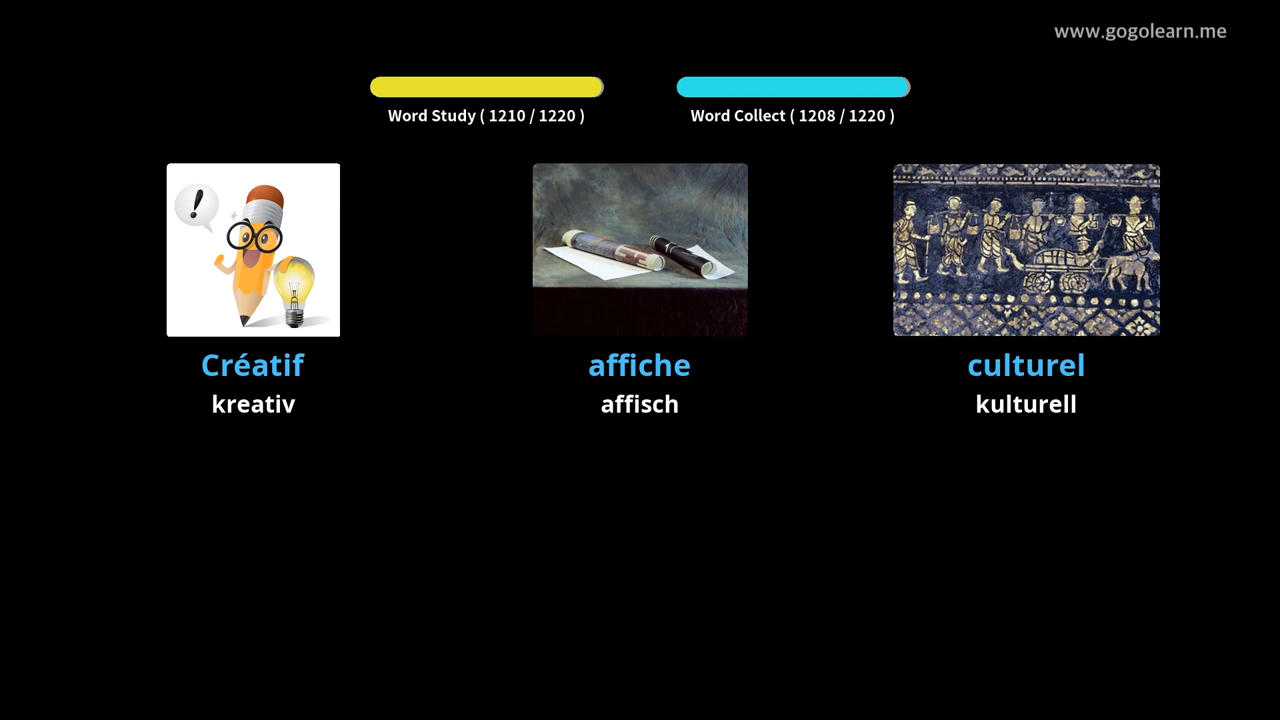 www.gogolearn.me
Word Study ( 1210 / 1220 )
Word Collect ( 1208 / 1220 )
!
Créatif
affiche
culturel
kreativ
affisch
kulturell